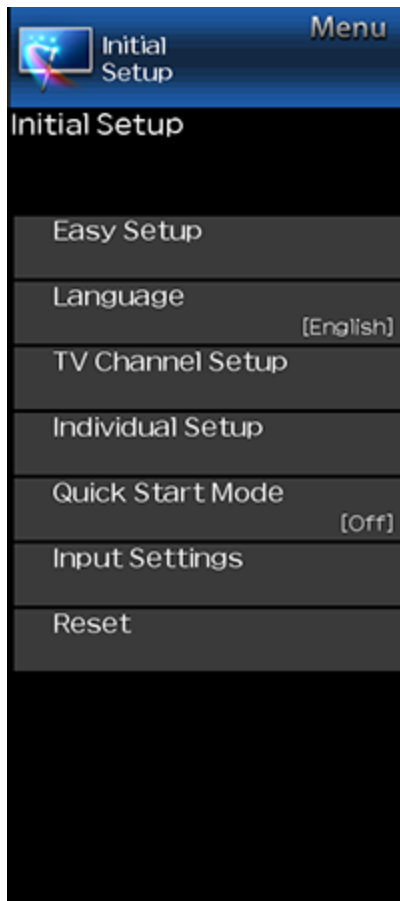 Menu
Initial
Setup
Initial Setup
Easy Setup
Language
[English]
TV Channel Setup
Individual Setup
Quick Start Mode
[Off]
Input Settings
Reset